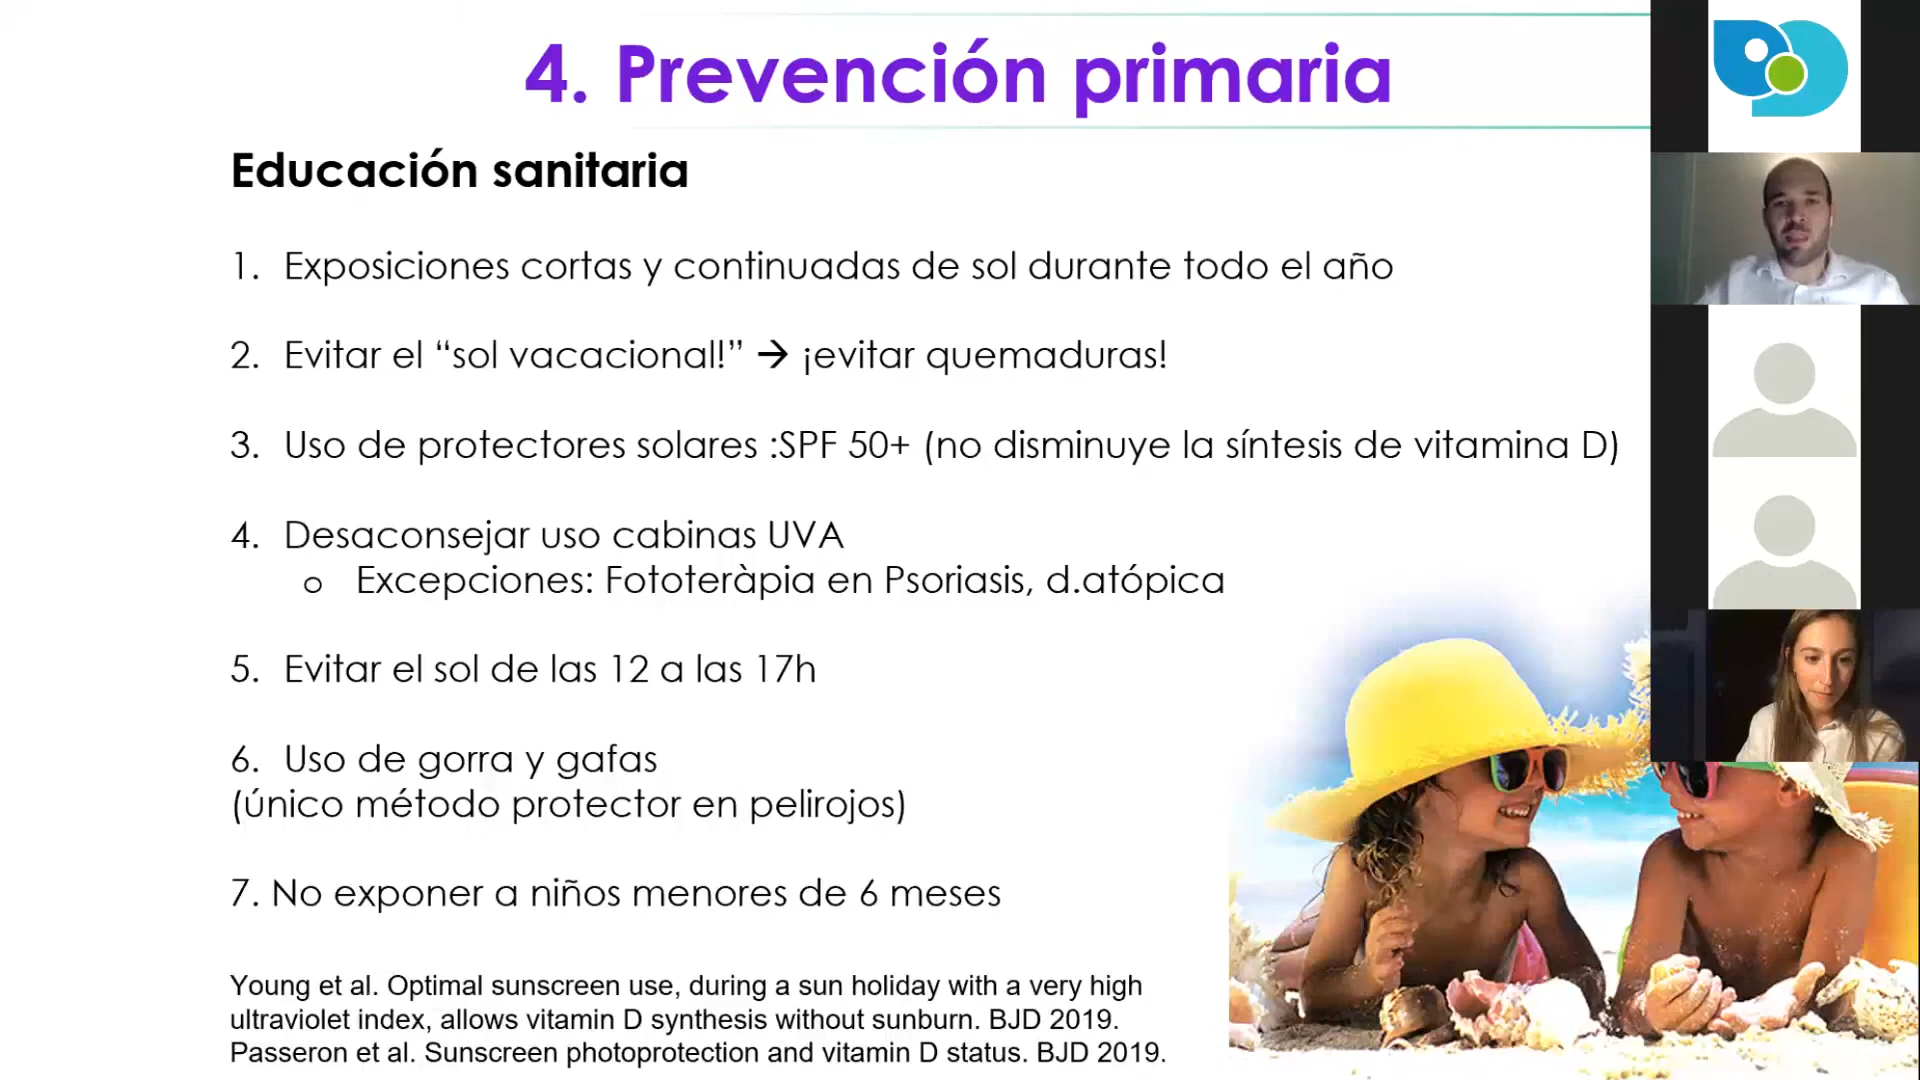 4. Prevención primaria
Educación sanitaria
1. Exposiciones cortas y continuadas de sol durante todo el año
2. Evitar el “sol vacacional!” → ¡evitar quemaduras!
3. Uso de protectores solares :SPF 50+ (no disminuye la síntesis de vitamina D)
4. Desaconsejar uso cabinas UVA
o Excepciones: Fototeràpia en Psoriasis, d.atópica
5. Evitar el sol de las 12 a las 17h
6. Uso de gorra y gafas
(único método protector en pelirojos)
7. No exponer a niños menores de 6 meses
Young et al. Optimal sunscreen use, during a sun holiday with a very high
ultraviolet index, allows vitamin D synthesis without sunburn. BJD 2019.
Passeron et al. Sunscreen photoprotection and vitamin D status. BJD 2019.